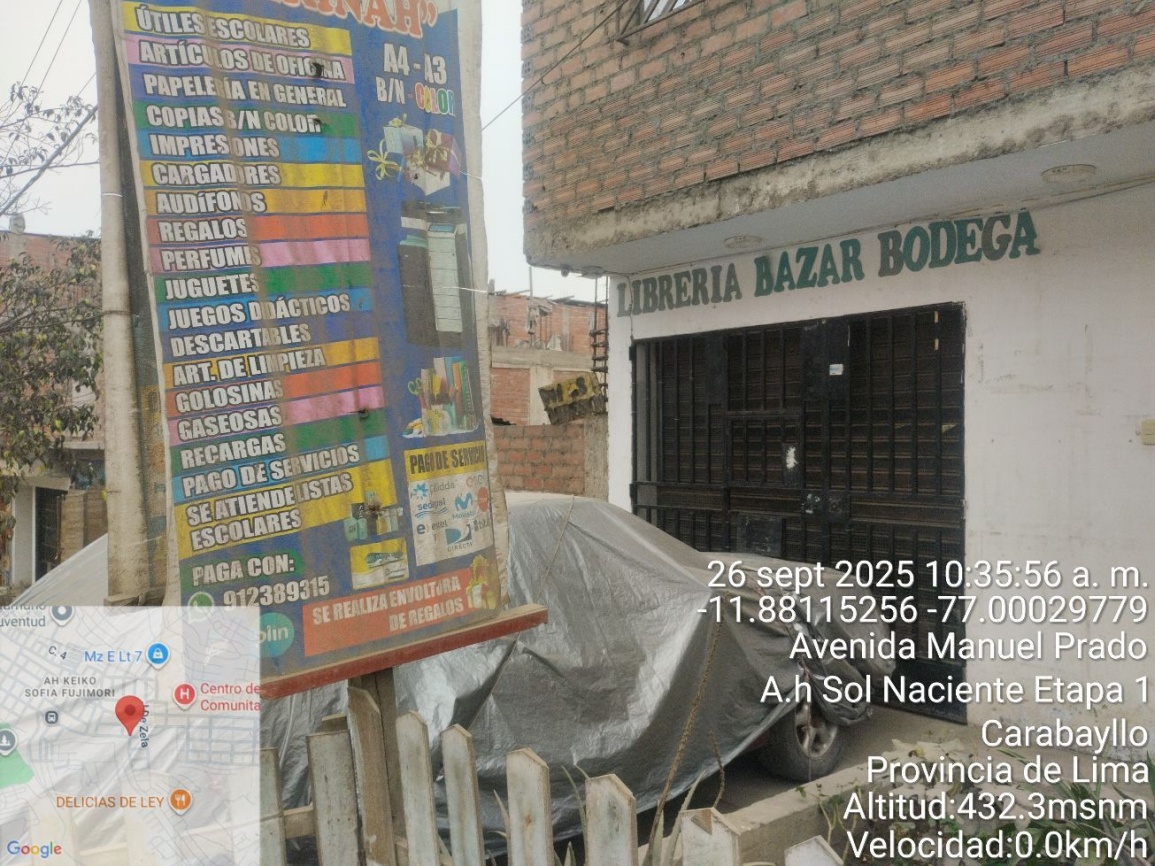 ÚTILES ESCOLARES
ARTÍCULOS DE OFICINA
PAPELERÍA EN GENERAL
COPIAS B/N COLOR
IMPRESIONES
CARGADORES
AUDÍFONOS
REGALOS
PERFUMES
JUGUETES
JUEGOS DIDÁCTICOS
DESCARTABLES
ART. DE LIMPIEZA
GOLOSINAS
GASEOSAS
RECARGAS
PAGO DE SERVICIOS
SE ATIENDE LISTAS
ESCOLARES
PAGA CON:
912389315
A4 - A3
B/N - COLOR
PAGO DE SERVICIO
sedapal
entel
DIRECTV
SE REALIZA ENVOLTURA
DE REGALOS
LIBRERIA BAZAR BODEGA
26 sept 2025 10:35:56 a. m.
-11.88115256 -77.00029779
Avenida Manuel Prado
A.h Sol Naciente Etapa 1
Carabayllo
Provincia de Lima
Altitud:432.3msnm
Velocidad:0.0km/h
Mz E Lt 7
AH KEIKO
SOFIA FUJIMORI
Centro de
Comunita
DELICIAS DE LEY
Google